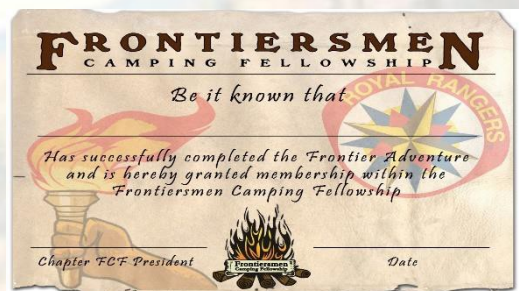 FRONTIERSMEN
CAMPING FELLOWSHIP
Be it known that
ROYAL RANGERS
Has successfully completed the Frontier Adventure
and is hereby granted membership within the
Frontiersmen Camping Fellowship
Frontiersmen
Camping Fellowship
Chapter FCF President
Date